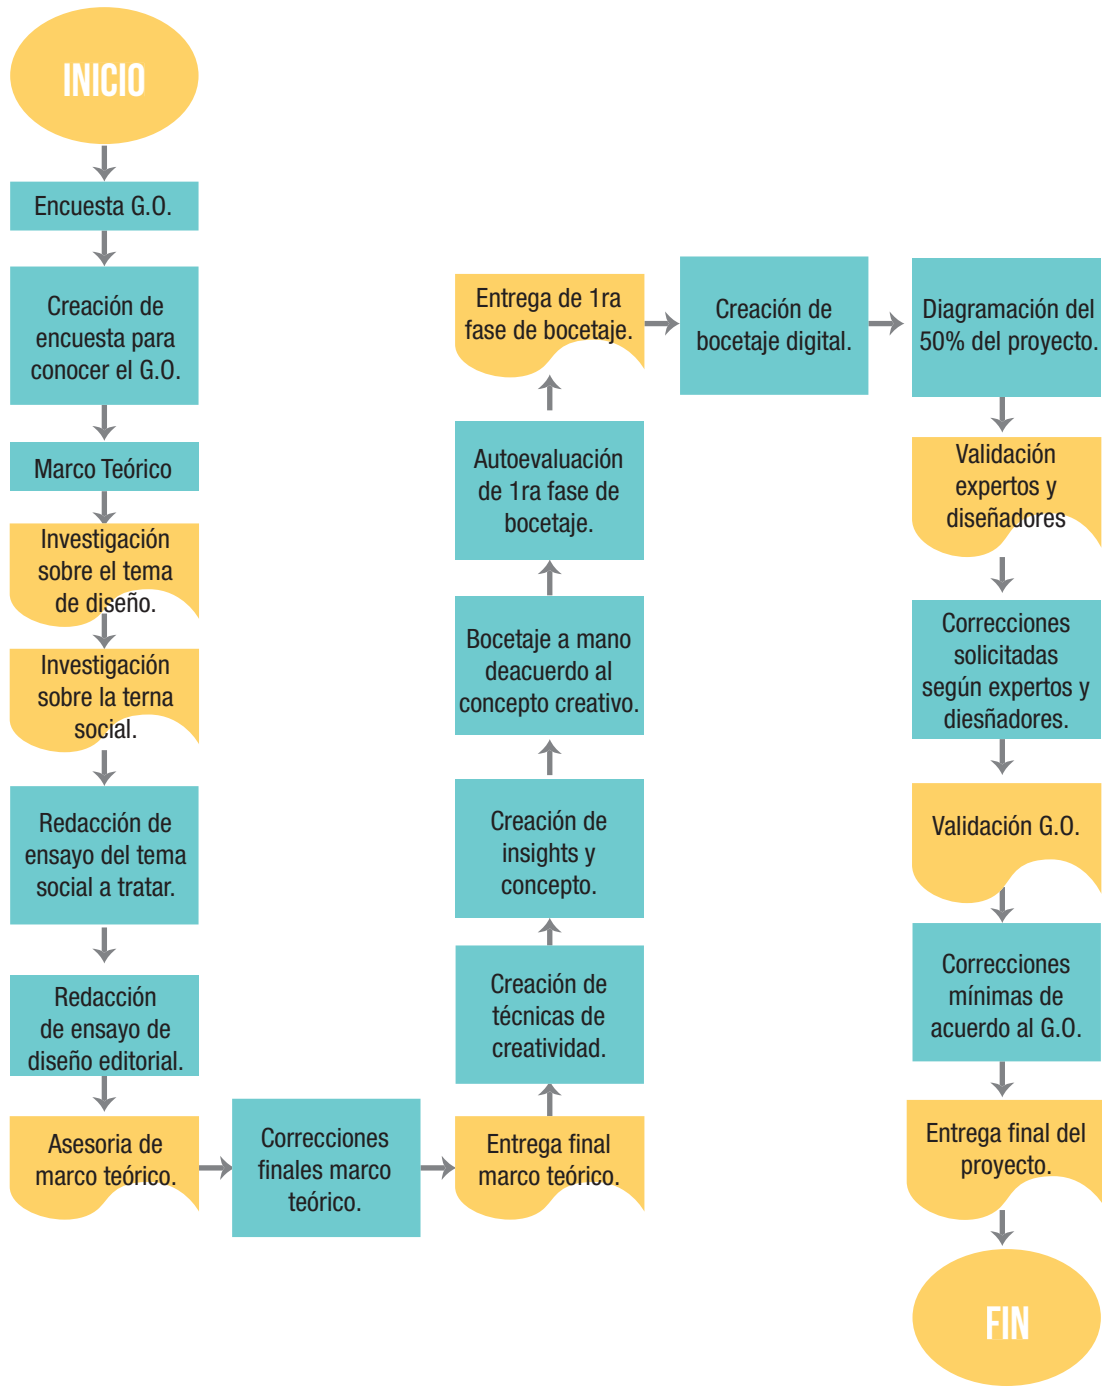 INICIO
Encuesta G.O.
Creación de
encuesta para
conocer el G.O.
Marco Teórico
Investigación
sobre el tema
de diseño.
Investigación
sobre la terna
social.
Redacción de
ensayo del tema
social a tratar.
Redacción
de ensayo de
diseño editorial.
Asesoria de
marco teórico.
Correcciones
finales marco
teórico.
Entrega final
marco teórico.
Creación de
técnicas de
creatividad.
Creación de
insights y
concepto.
Bocetaje a mano
deacuerdo al
concepto creativo.
Autoevaluación
de 1ra fase de
bocetaje.
Entrega de 1ra
fase de bocetaje.
Creación de
bocetaje digital.
Diagramación del
50% del proyecto.
Validación
expertos y
diseñadores
Correcciones
solicitadas
según expertos y
diesñadores.
Validación G.O.
Correcciones
mínimas de
acuerdo al G.O.
Entrega final del
proyecto.
FIN